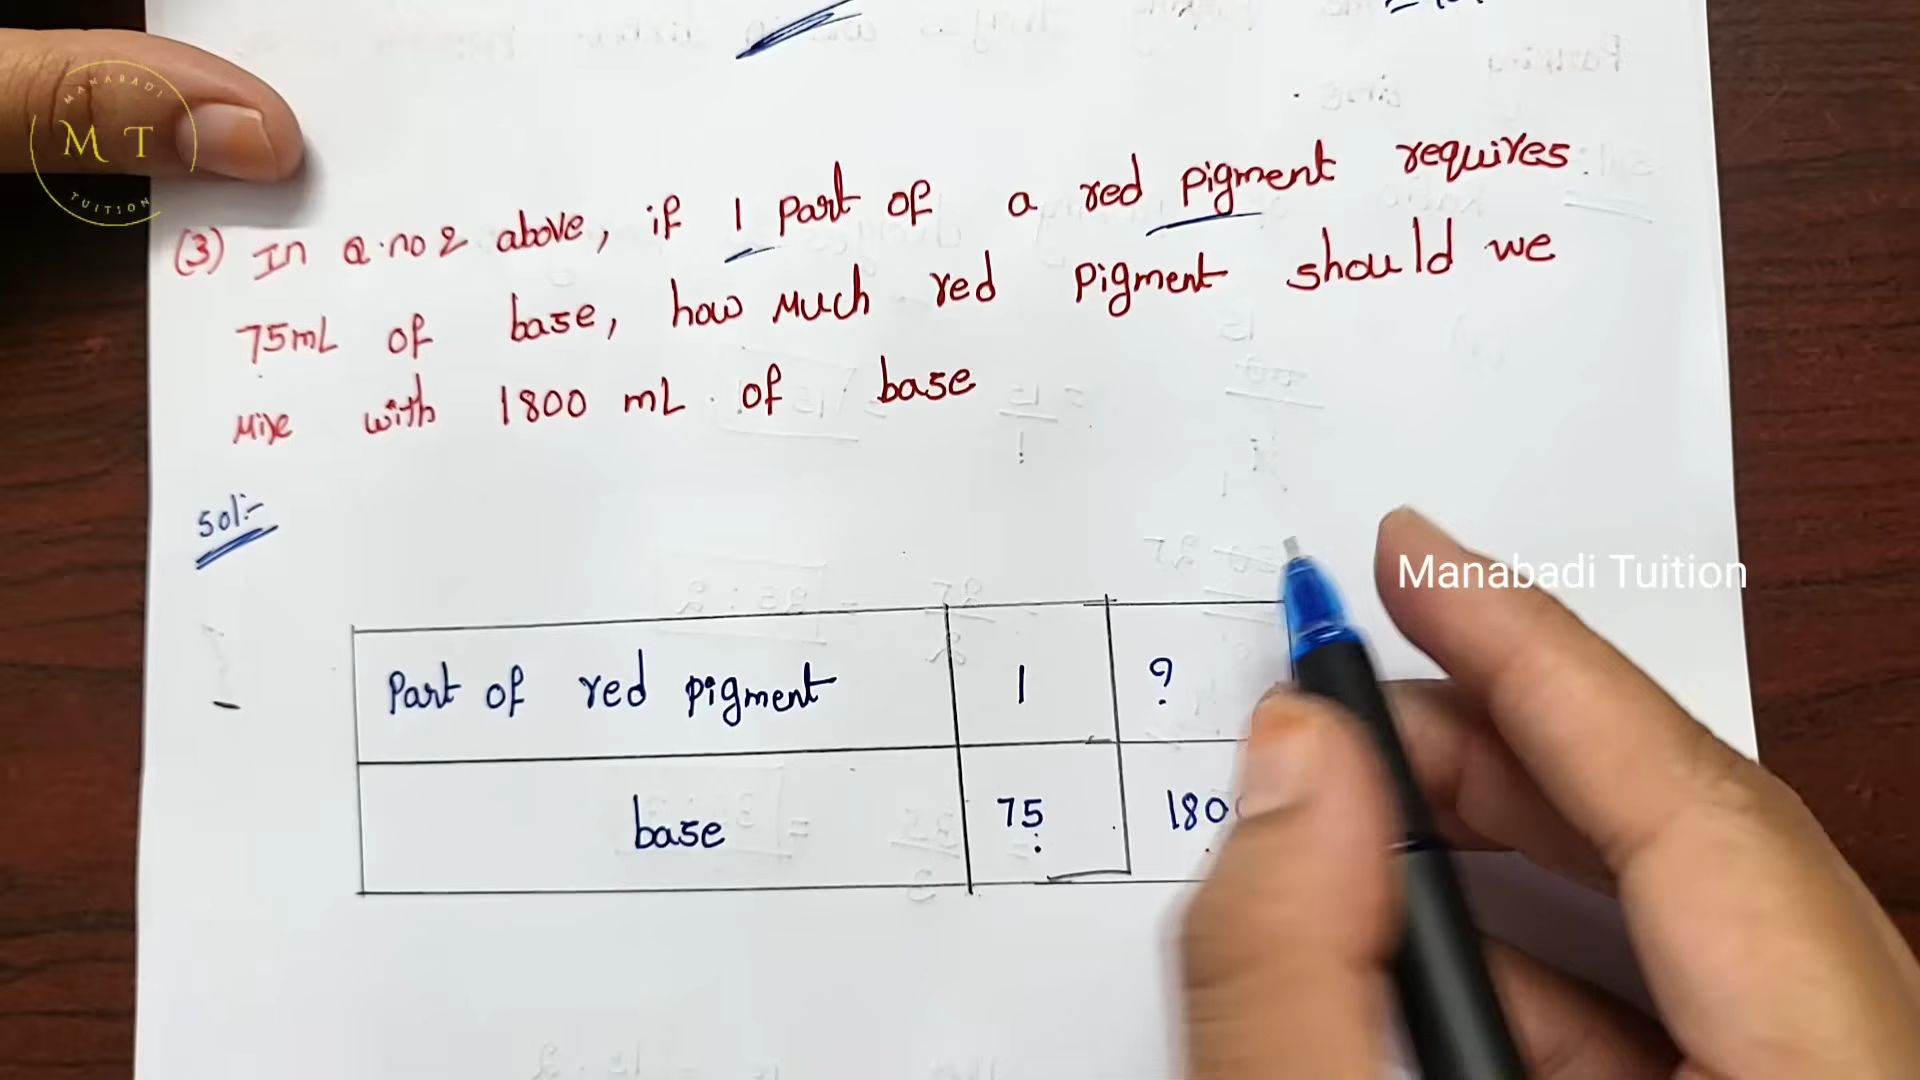 MANABADI
MT
TUITION
(3) In Q.no 2 above, if 1 part of a red pigment requires
75mL of base, how much red pigment should we
mix with 1800 mL of base
Sol:-
Manabadi Tuition
Part of red pigment 1 ?
base 75 180